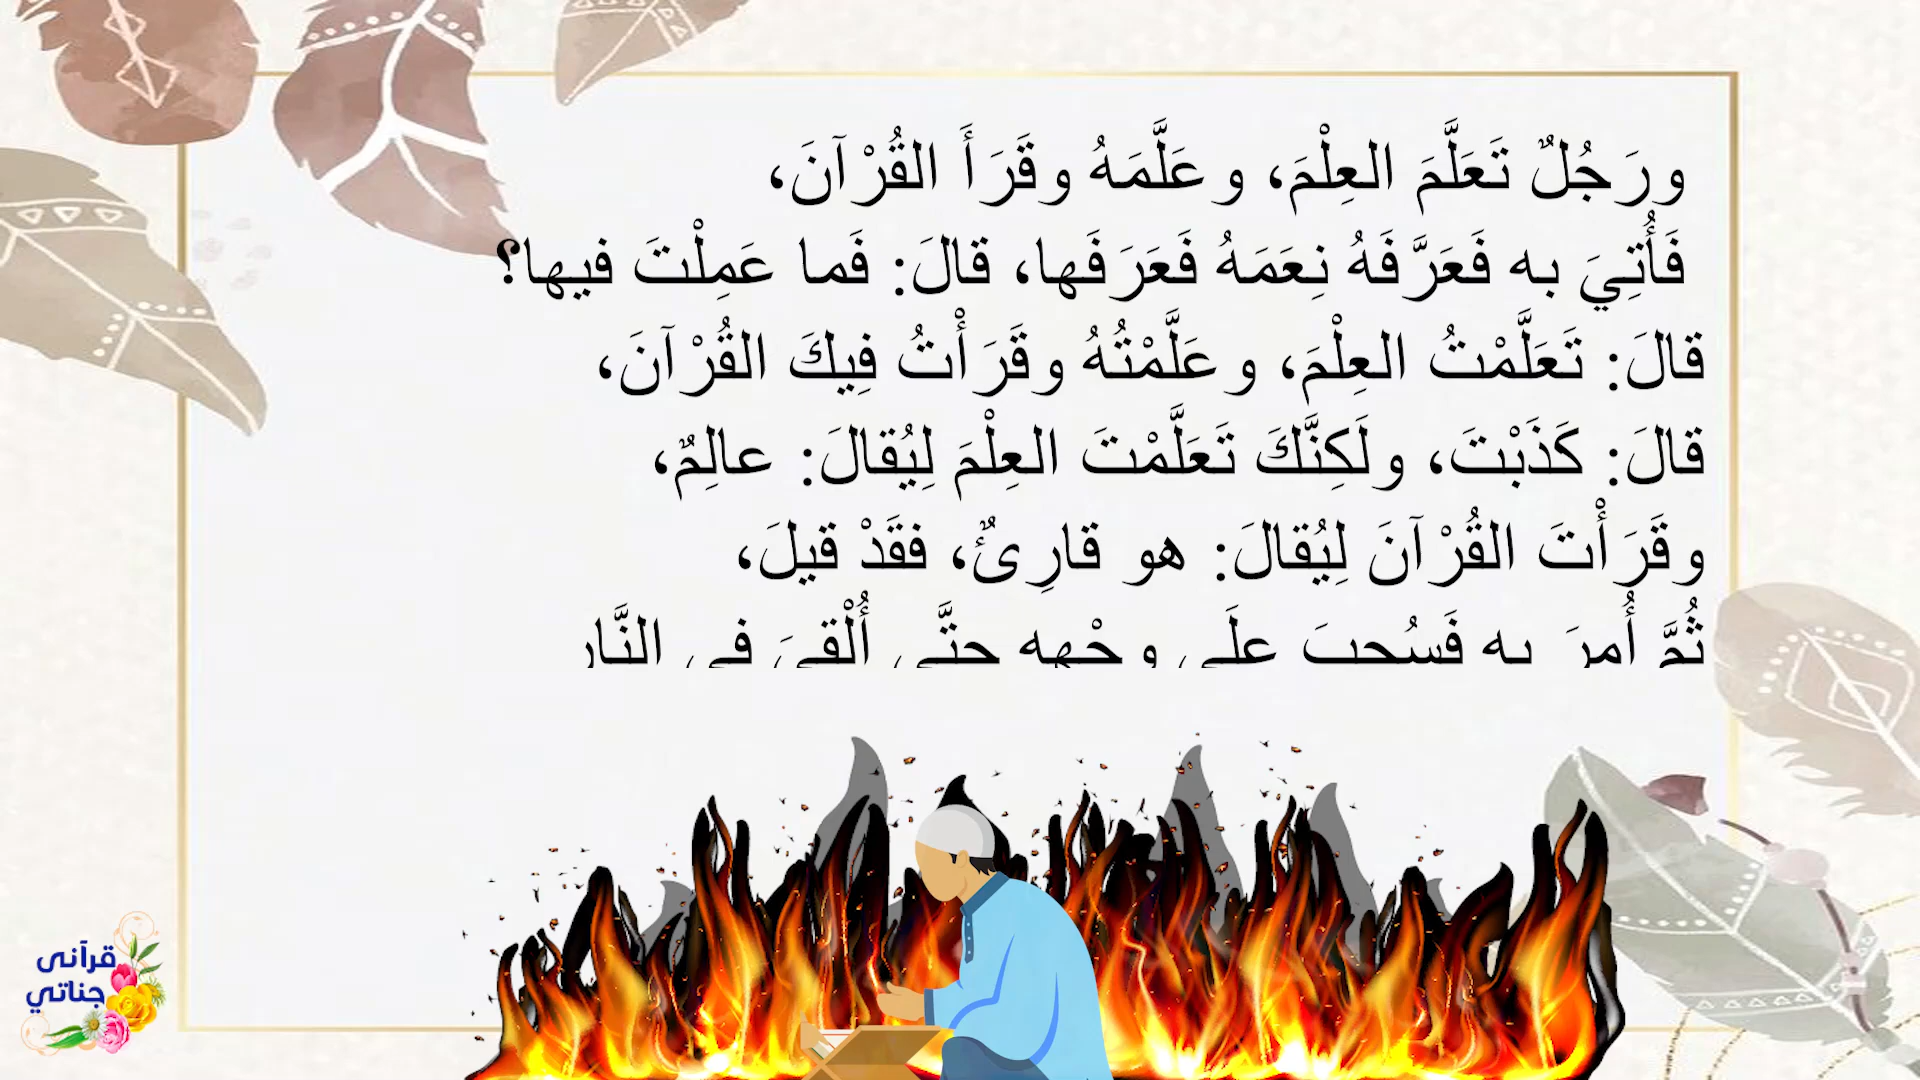 ورَجُلٌ تَعَلَّمَ العِلْمَ، وعَلَّمَهُ وقَرَأَ القُرْآنَ،
فَأُتِيَ به فَعَرَّفَهُ نِعَمَهُ فَعَرَفَها، قالَ: فَما عَمِلْتَ فيها؟
قالَ: تَعَلَّمْتُ العِلْمَ، وعَلَّمْتُهُ وقَرَأْتُ فِيكَ القُرْآنَ،
قالَ: كَذَبْتَ، ولَكِنَّكَ تَعَلَّمْتَ العِلْمَ لِيُقالَ: عالِمٌ،
وقَرَأْتَ القُرْآنَ لِيُقالَ: هو قارِئٌ، فقَدْ قيلَ،
ثُمَّ أُمِرَ به فَسُحِبَ علَى وجْهِهِ حتَّى أُلْقِيَ في النَّارِ
قرآنى
جناتي